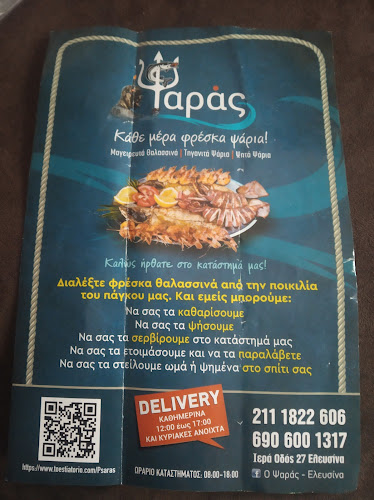 Ψαράς
Κάθε μέρα φρέσκα ψάρια!
Μαγειρευτά θαλασσινά | Τηγανιτά Ψάρια | Ψητά Ψάρια
Καλώς ήρθατε στο κατάστημά μας!
Διαλέξτε φρέσκα θαλασσινά από την ποικιλία
του πάγκου μας. Και εμείς μπορούμε:
Να σας τα καθαρίσουμε
Να σας τα ψήσουμε
Να σας τα σερβίρουμε στο κατάστημά μας
Να σας τα ετοιμάσουμε και να τα παραλάβετε
Να σας τα στείλουμε ωμά ή ψημένα στο σπίτι σας
DELIVERY
ΚΑΘΗΜΕΡΙΝΑ
12:00 έως 17:00
ΚΑΙ ΚΥΡΙΑΚΕΣ ΑΝΟΙΧΤΑ
211 1822 606
690 600 1317
Ιερά Οδός 27 Ελευσίνα
Ο Ψαράς - Ελευσίνα
https://www.toestiatorio.com/Psaras
ΩΡΑΡΙΟ ΚΑΤΑΣΤΗΜΑΤΟΣ: 08:00-18:00